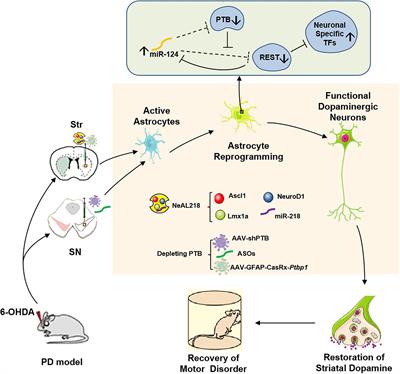 PTB
miR-124
REST
Neuronal
Specific
TFs
Str
Active
Astrocytes
Astrocyte
Reprogramming
Functional
Dopaminergic
Neurons
SN
NeAL218
Ascl1
NeuroD1
Lmx1a
miR-218
Depleting PTB
AAV-shPTB
ASOs
AAV-GFAP-CasRx-Ptbp1
6-OHDA
PD model
Recovery of
Motor Disorder
Restoration of
Striatal Dopamine